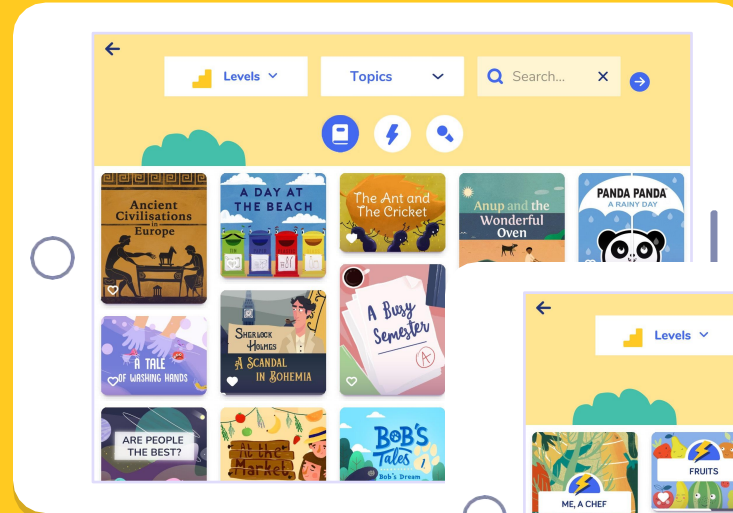 Levels
Topics
Search...
Ancient
Civilisations
in
Europe
A DAY AT
THE BEACH
The Ant and
The Cricket
Anup and the
Wonderful
Oven
PANDA PANDA
A RAINY DAY
A TALE
OF WASHING HANDS
SHERLOCK
HOLMES
A SCANDAL
IN BOHEMIA
A Busy
Semester
A
ARE PEOPLE
THE BEST?
At the
Market
BOB'S
Tales 1
Bob's Dream
Levels
ME, A CHEF
FRUITS